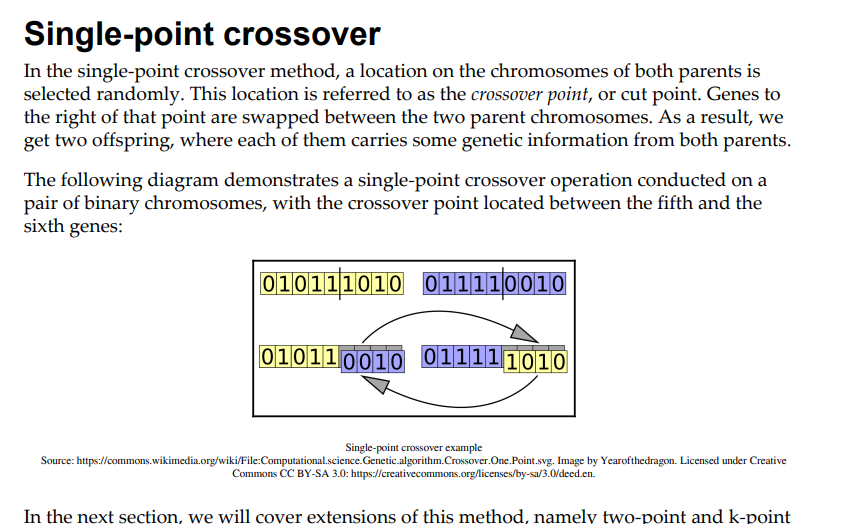 Single-point crossover
In the single-point crossover method, a location on the chromosomes of both parents is
selected randomly. This location is referred to as the crossover point, or cut point. Genes to
the right of that point are swapped between the two parent chromosomes. As a result, we
get two offspring, where each of them carries some genetic information from both parents.
The following diagram demonstrates a single-point crossover operation conducted on a
pair of binary chromosomes, with the crossover point located between the fifth and the
sixth genes:
010111010 011110010
010110010 011111010
Single-point crossover example
Source: https://commons.wikimedia.org/wiki/File:Computational.science.Genetic.algorithm.Crossover.One.Point.svg. Image by Yearofthedragon. Licensed under Creative
Commons CC BY-SA 3.0: https://creativecommons.org/licenses/by-sa/3.0/deed.en.
In the next section, we will cover extensions of this method, namely two-point and k-point